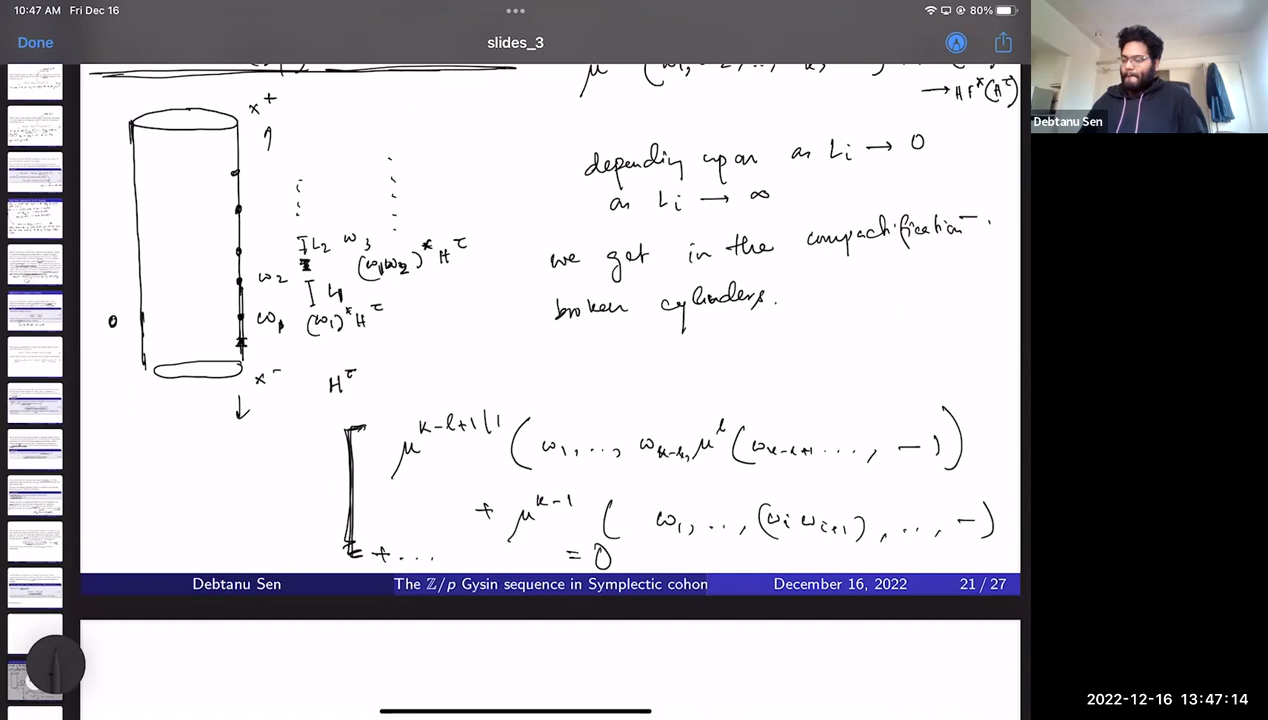 10:47 AM Fri Dec 16
80%
Done
slides_3
μ (ω₁, ..., )
→ HF*(H^τ)
x⁺
depending upon as Lᵢ → 0
as Lᵢ → ∞
we get in the compactification.
broken cylinders.
L₂ ω₃
ω₂ (ω₁ω₂)* H^τ
L₁
0 ω₁ (ω₁)* H^τ
x⁻
H^τ
μ^{k-l+1|1} (ω₁, .., ω_{k-l}, μ^l (ω_{k-l+1} ..., —))
+ μ^{k-1} (ω₁, ..., (ωᵢ ωᵢ₊₁), ..., —)
+ ... = 0
Debtanu Sen
The ℤ/p Gysin sequence in Symplectic cohon
December 16, 2022
21 / 27
Debtanu Sen
2022-12-16 13:47:14